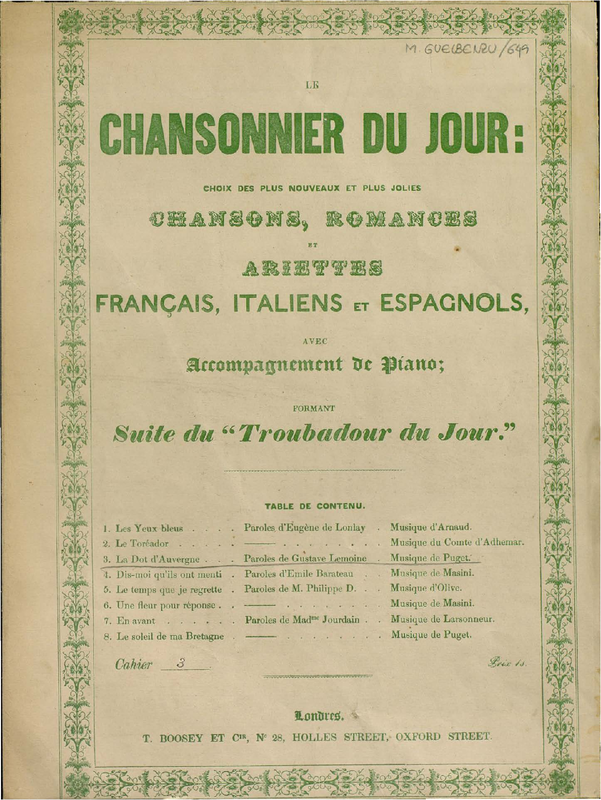 M. GUELBENZU/649
LE
CHANSONNIER DU JOUR:
CHOIX DES PLUS NOUVEAUX ET PLUS JOLIES
CHANSONS, ROMANCES
ET
ARIETTES
FRANÇAIS, ITALIENS ET ESPAGNOLS,
AVEC
Accompagnement de Piano;
FORMANT
Suite du "Troubadour du Jour."
TABLE DE CONTENU.
1. Les Yeux bleus . . . . Paroles d'Eugène de Lonlay . Musique d'Arnaud.
2. Le Toréador . . . . —— . . . . . . . Musique du Comte d'Adhémar.
3. La Dot d'Auvergne . . Paroles de Gustave Lemoine . Musique de Puget.
4. Dis-moi qu'ils ont menti . Paroles d'Emile Barateau . . Musique de Masini.
5. Le temps que je regrette . Paroles de M. Philippe D. . . Musique d'Olive.
6. Une fleur pour réponse . . —— . . . . . . . Musique de Masini.
7. En avant . . . . . Paroles de Madme Jourdain . . Musique de Larsonneur.
8. Le soleil de ma Bretagne . —— . . . . . . . Musique de Puget.
Cahier 3 Prix 1s.
Londres.
T. BOOSEY ET CIE, No 28, HOLLES STREET, OXFORD STREET.